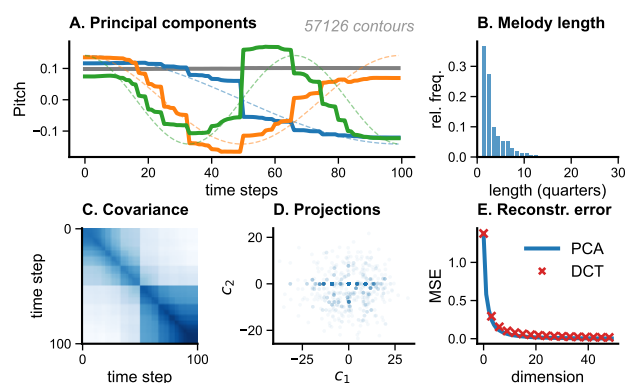 A. Principal components
57126 contours
Pitch
0.1
0.0
−0.1
0
20
40
60
80
100
time steps
B. Melody length
rel. freq.
0.3
0.2
0.1
0.0
0
10
20
30
length (quarters)
C. Covariance
time step
0
100
0
100
time step
D. Projections
c2
20
0
−20
−25
0
25
c1
E. Reconstr. error
MSE
1.0
0.5
0.0
PCA
DCT
0
20
40
dimension